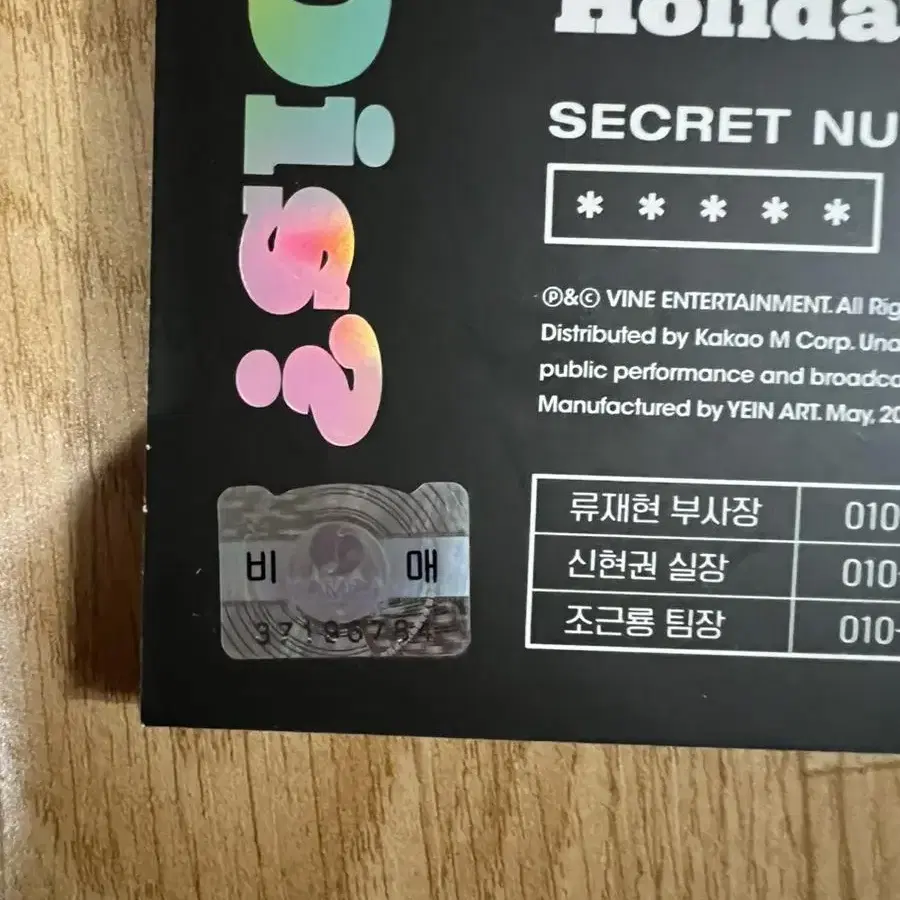 Dis?
Holida
SECRET NU
* * * * *
Ⓟ&Ⓒ VINE ENTERTAINMENT. All Rig
Distributed by Kakao M Corp. Una
public performance and broadca
Manufactured by YEIN ART. May, 20
류재현 부사장 010
신현권 실장 010-
조근룡 팀장 010-
비 매